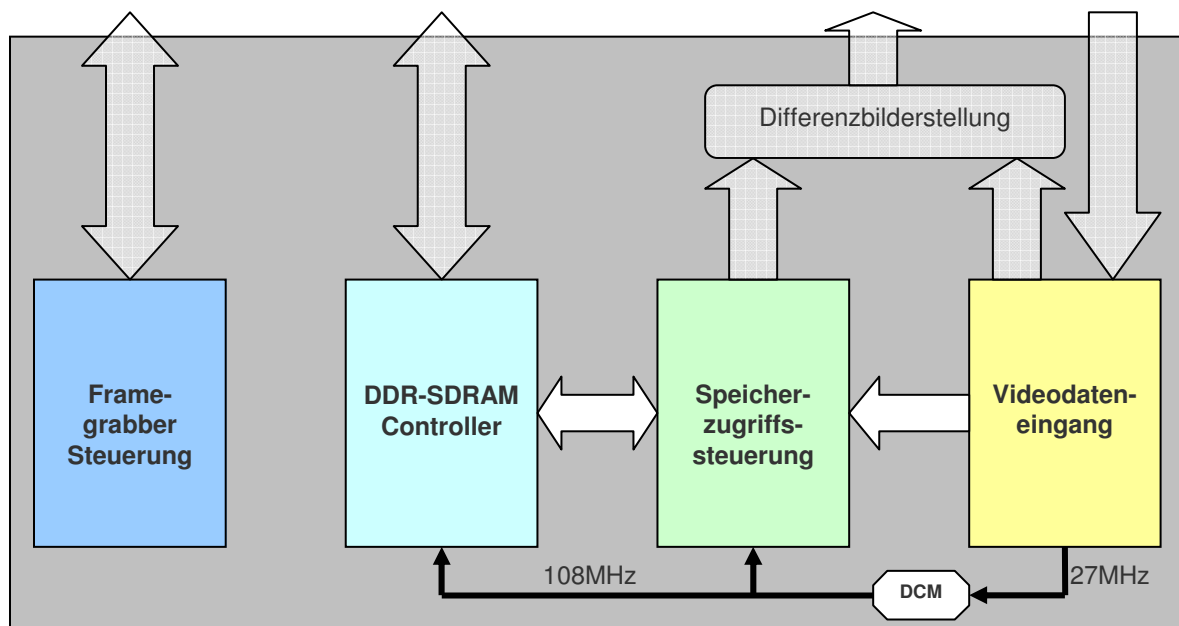 Differenzbilderstellung
Frame-
grabber
Steuerung
DDR-SDRAM
Controller
Speicher-
zugriffs-
steuerung
Videodaten-
eingang
108MHz
DCM
27MHz